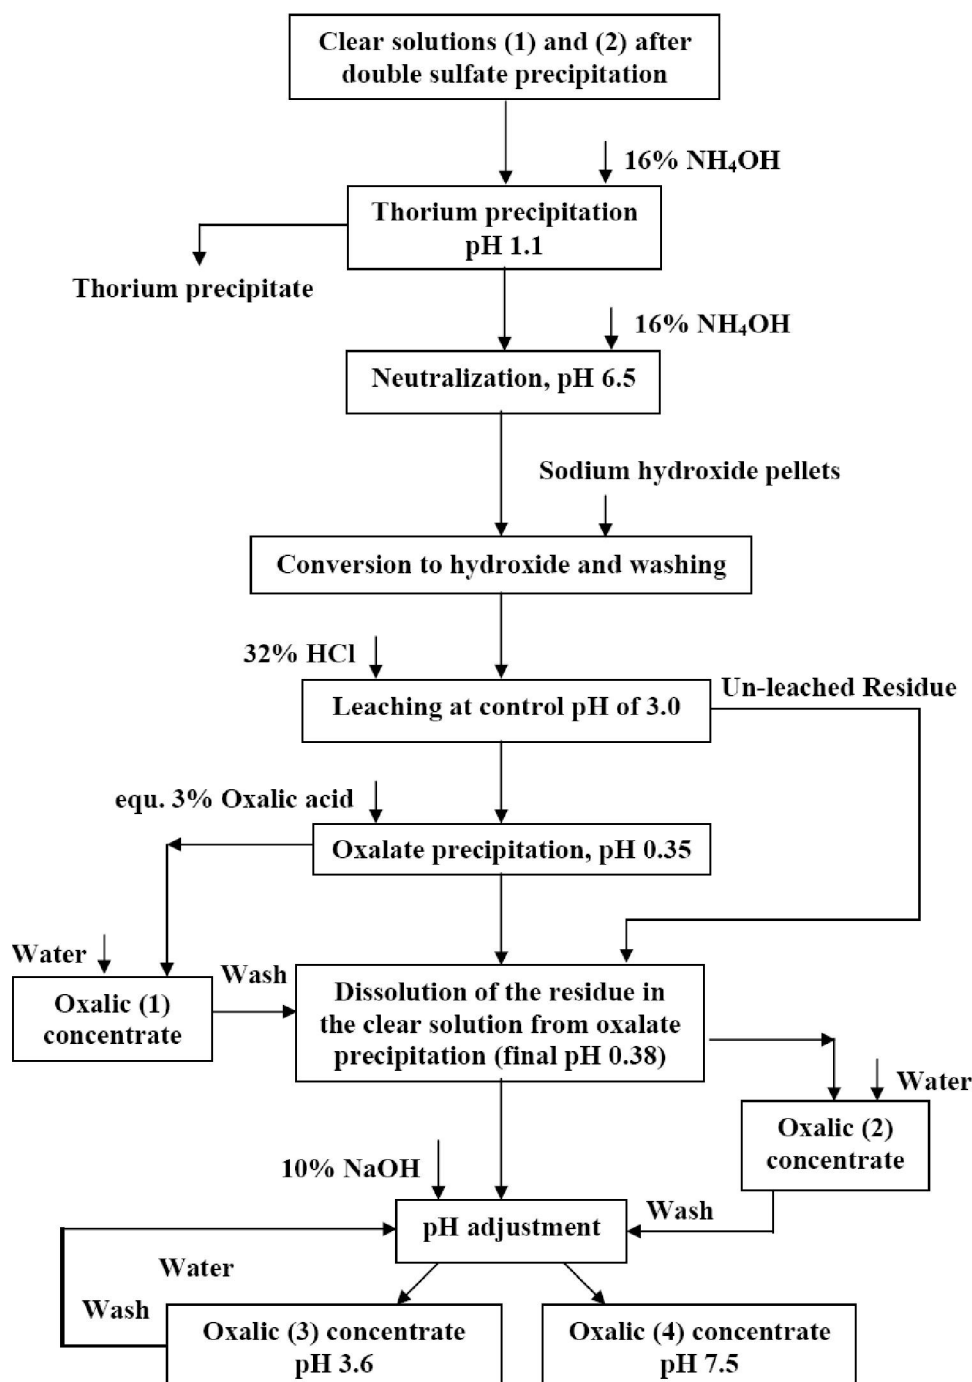 Clear solutions (1) and (2) after
double sulfate precipitation
16% NH₄OH
Thorium precipitation
pH 1.1
Thorium precipitate
16% NH₄OH
Neutralization, pH 6.5
Sodium hydroxide pellets
Conversion to hydroxide and washing
32% HCl
Leaching at control pH of 3.0
Un-leached Residue
equ. 3% Oxalic acid
Oxalate precipitation, pH 0.35
Water
Oxalic (1)
concentrate
Wash
Dissolution of the residue in
the clear solution from oxalate
precipitation (final pH 0.38)
Water
Oxalic (2)
concentrate
10% NaOH
pH adjustment
Wash
Water
Wash
Oxalic (3) concentrate
pH 3.6
Oxalic (4) concentrate
pH 7.5